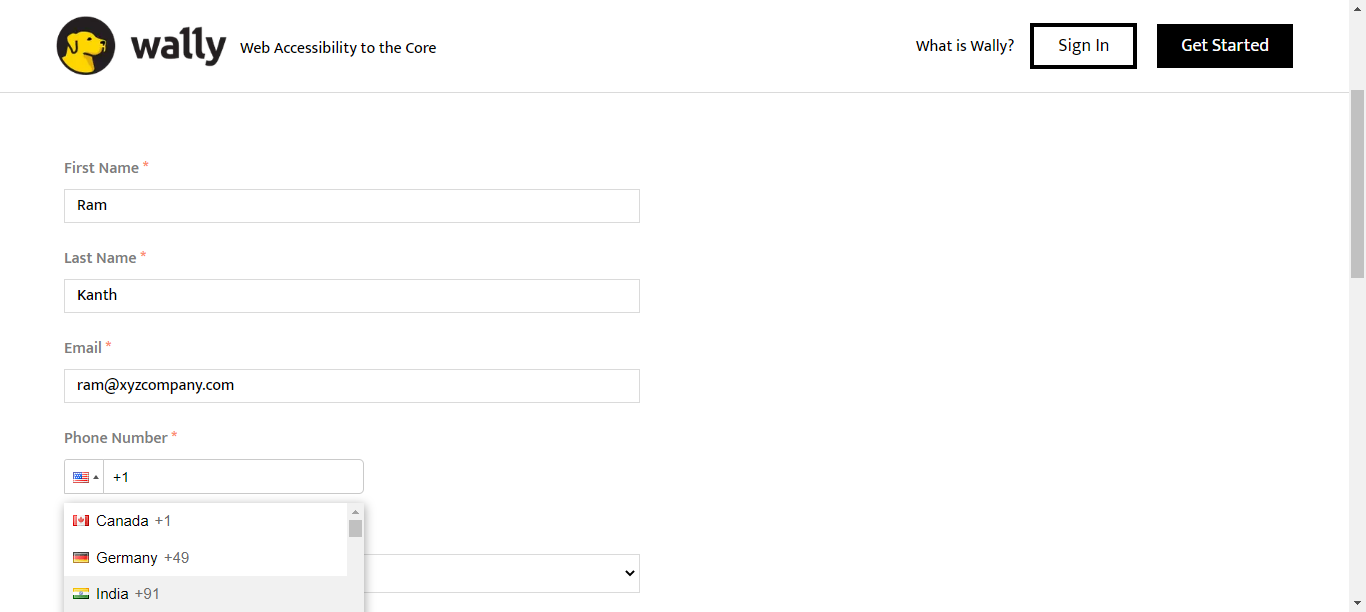 wally Web Accessibility to the Core What is Wally? Sign In Get Started
First Name *
Ram
Last Name *
Kanth
Email *
ram@xyzcompany.com
Phone Number *
+1
Canada +1
Germany +49
India +91